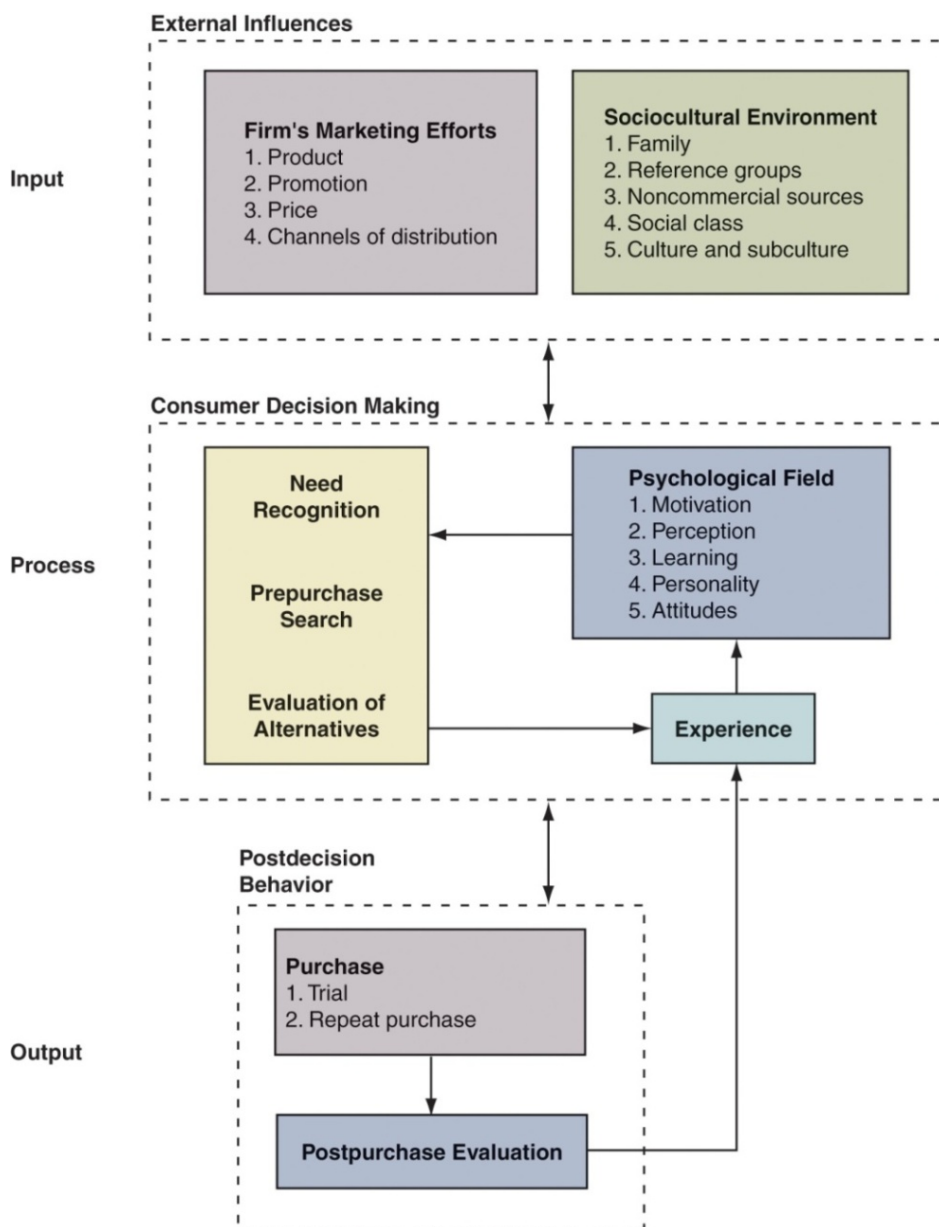 External Influences
Input
Firm's Marketing Efforts
1. Product
2. Promotion
3. Price
4. Channels of distribution
Sociocultural Environment
1. Family
2. Reference groups
3. Noncommercial sources
4. Social class
5. Culture and subculture
Consumer Decision Making
Process
Need
Recognition
Prepurchase
Search
Evaluation of
Alternatives
Psychological Field
1. Motivation
2. Perception
3. Learning
4. Personality
5. Attitudes
Experience
Postdecision
Behavior
Output
Purchase
1. Trial
2. Repeat purchase
Postpurchase Evaluation